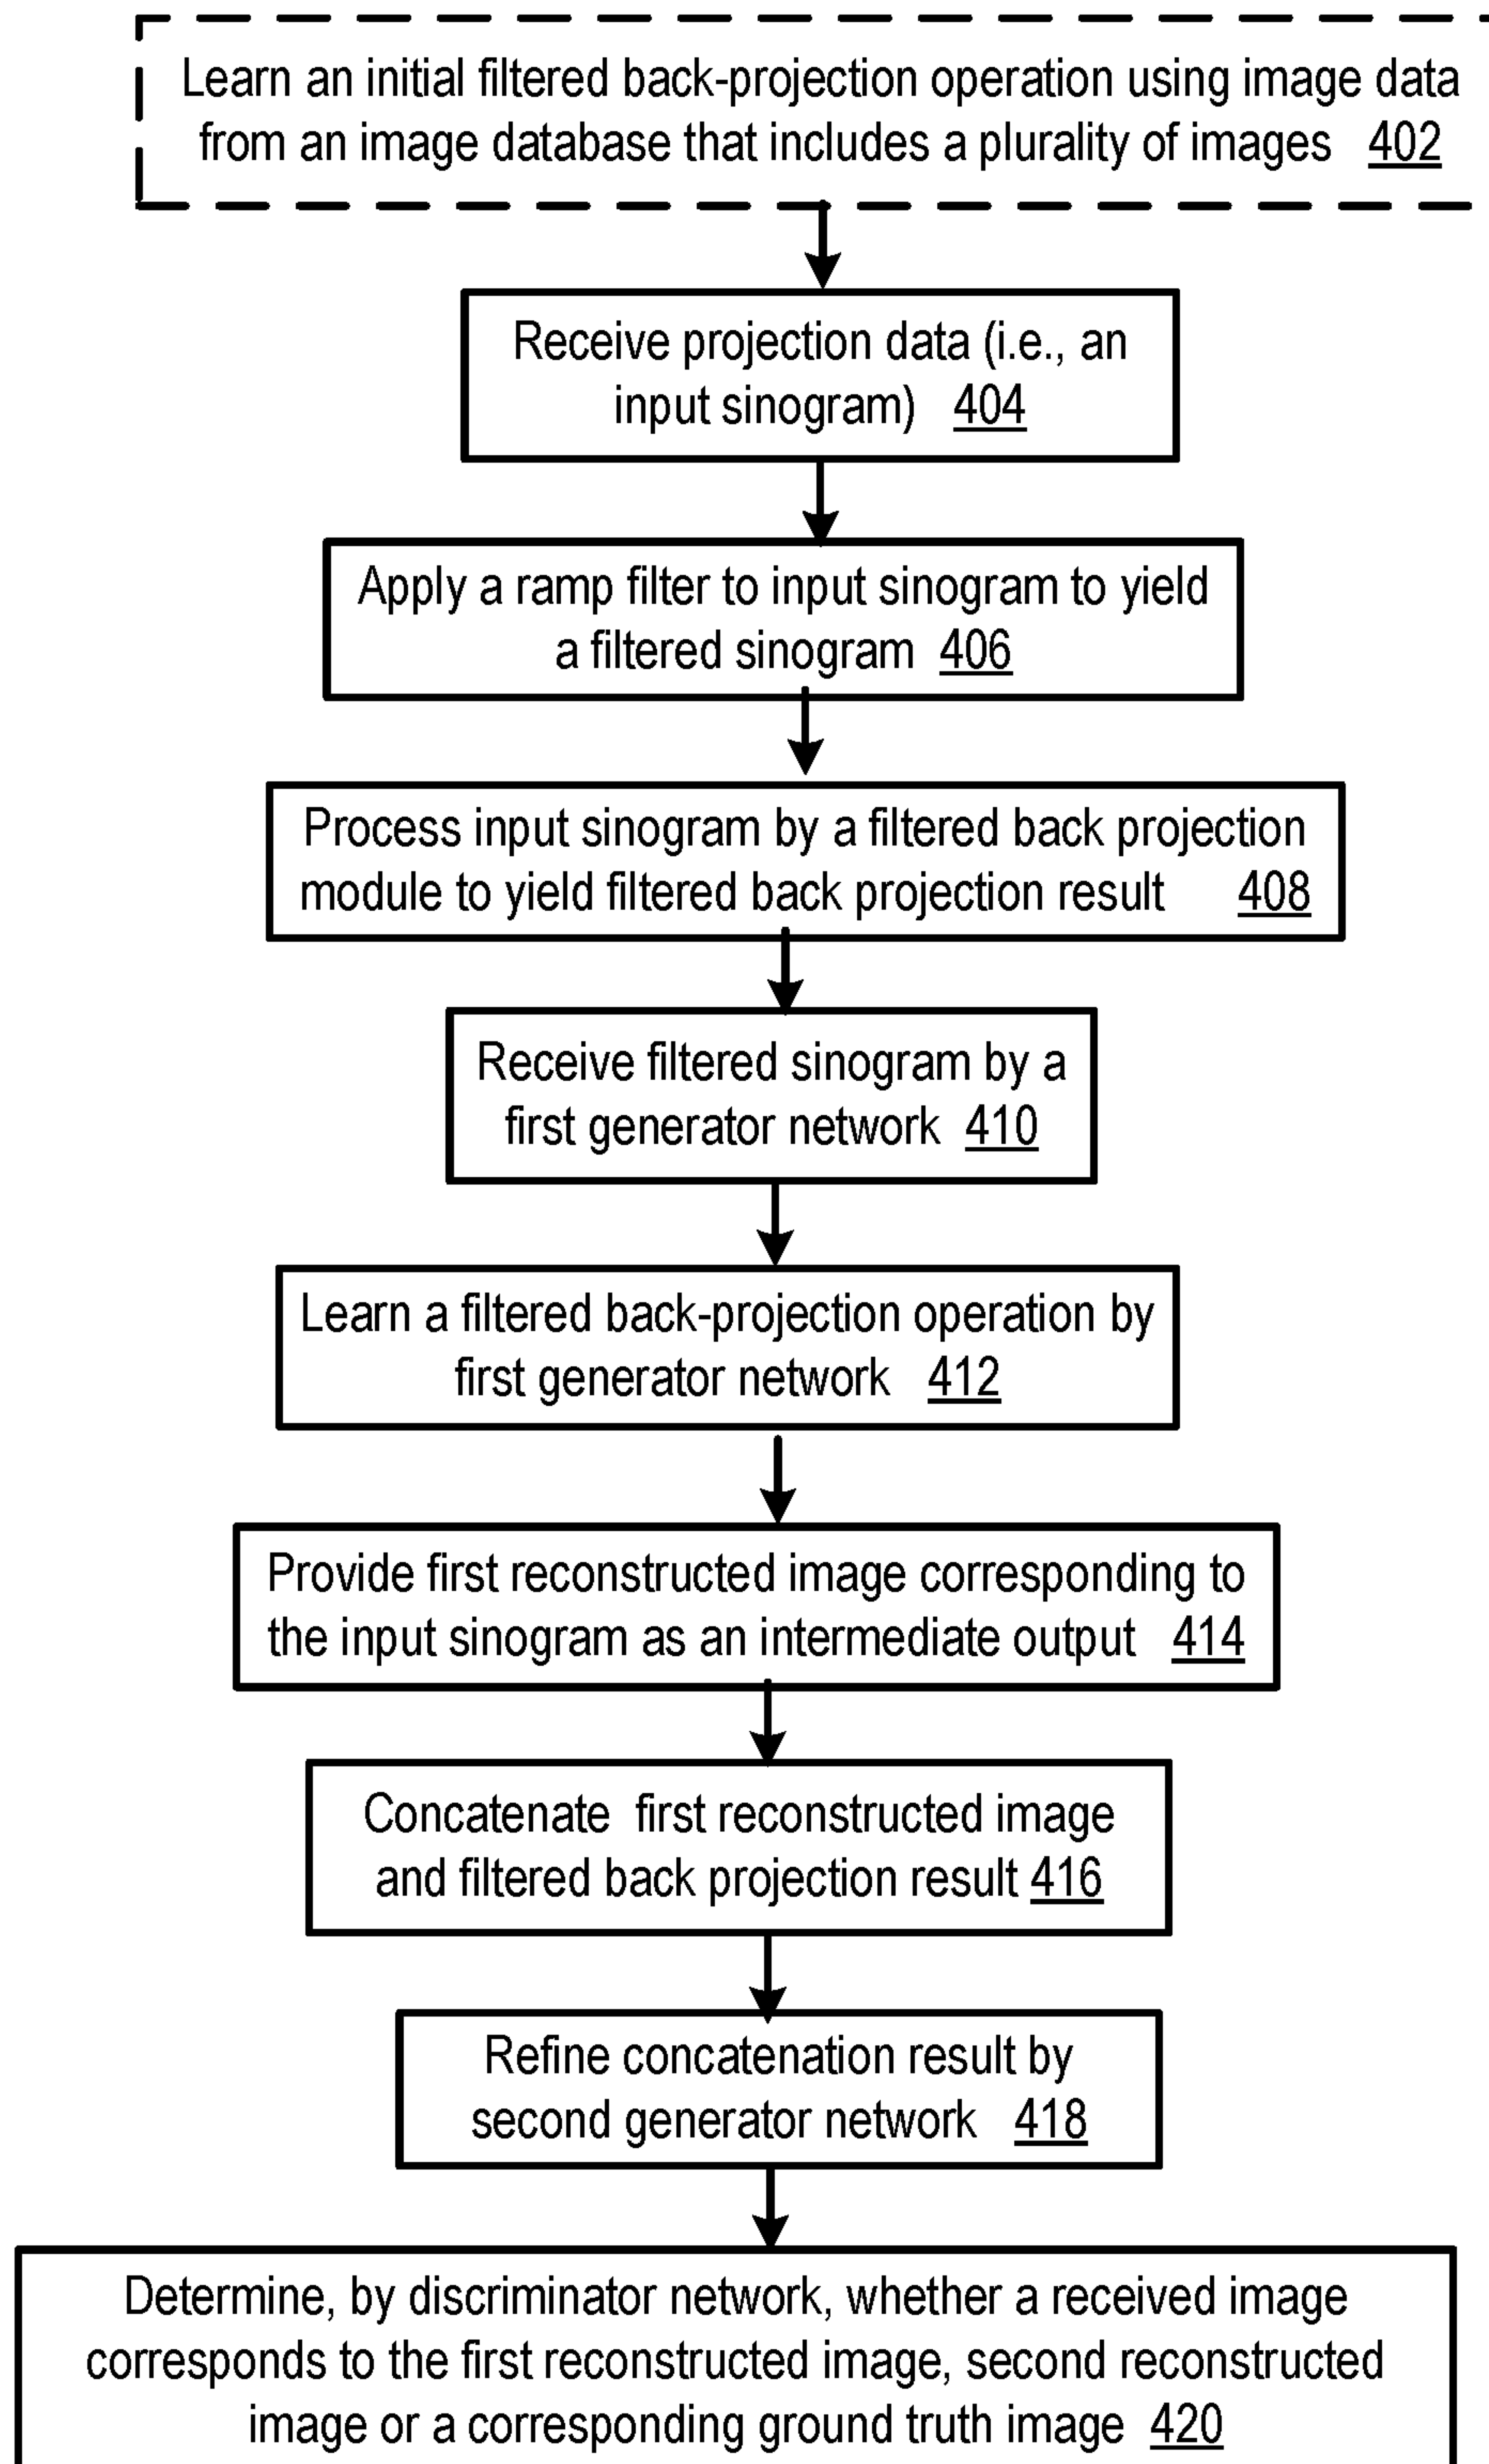 Learn an initial filtered back-projection operation using image data
from an image database that includes a plurality of images 402
Receive projection data (i.e., an
input sinogram) 404
Apply a ramp filter to input sinogram to yield
a filtered sinogram 406
Process input sinogram by a filtered back projection
module to yield filtered back projection result 408
Receive filtered sinogram by a
first generator network 410
Learn a filtered back-projection operation by
first generator network 412
Provide first reconstructed image corresponding to
the input sinogram as an intermediate output 414
Concatenate first reconstructed image
and filtered back projection result 416
Refine concatenation result by
second generator network 418
Determine, by discriminator network, whether a received image
corresponds to the first reconstructed image, second reconstructed
image or a corresponding ground truth image 420